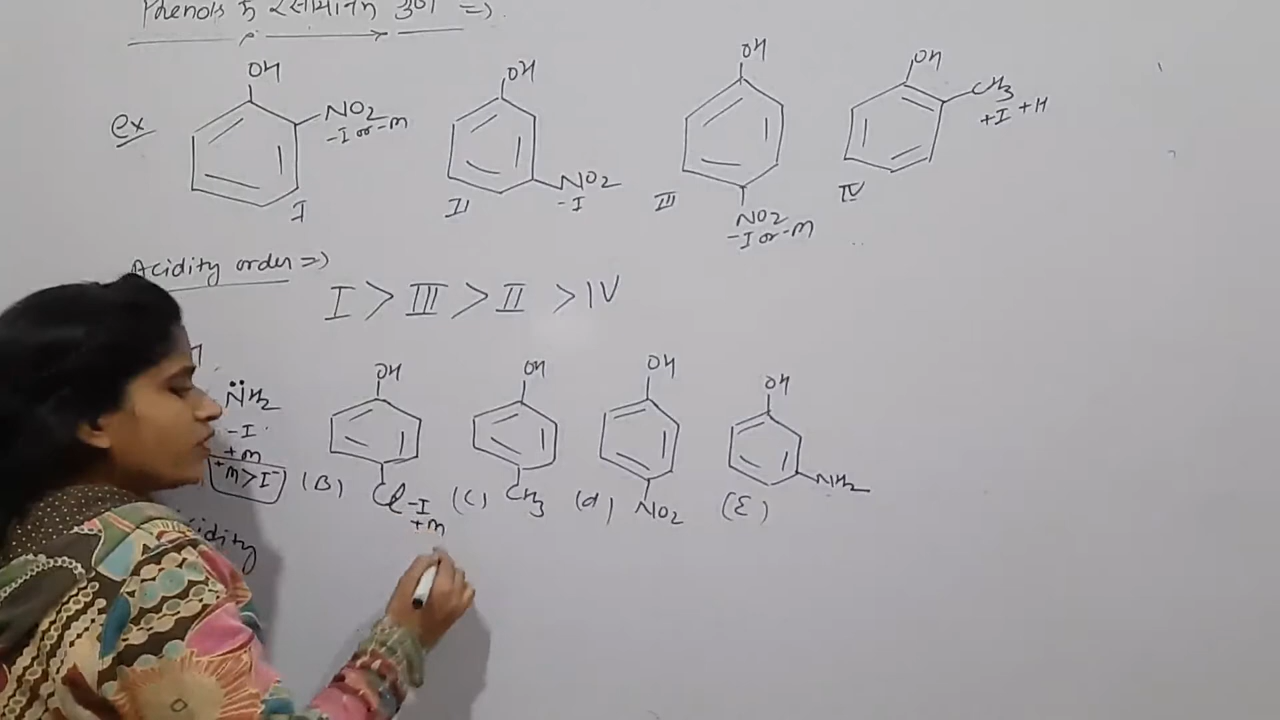 Phenols के रसायनिक गुण =>
OH OH OH OH
ex NO2 NO2 NO2 CH3
-I or -m -I -I or -m +I +H
I II III IV
Acidity order =>
I > III > II > IV
OH OH OH OH
N̈H2 Cl CH3 NO2 NH2
-I -I
+m +m
+m > I-
(B) (C) (d) (E)